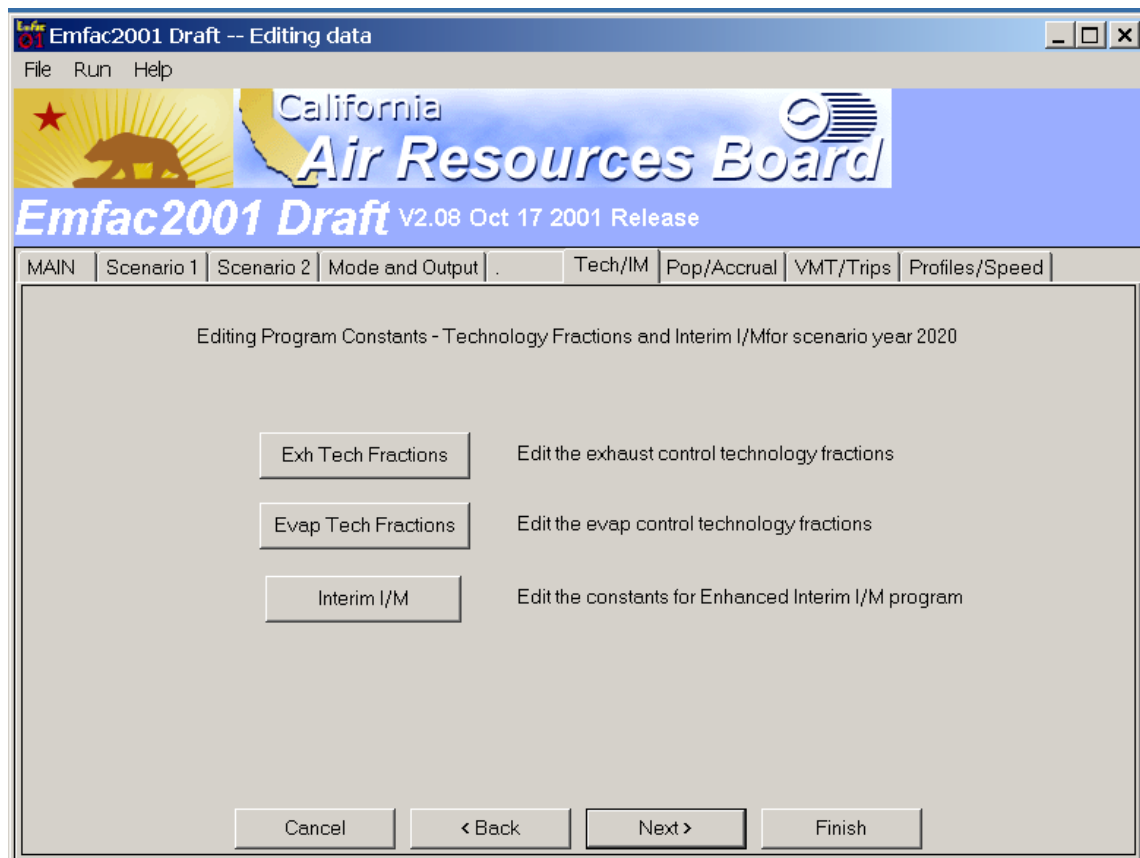 Emfac2001 Draft -- Editing data
File Run Help
California
Air Resources Board
Emfac2001 Draft V2.08 Oct 17 2001 Release
MAIN Scenario 1 Scenario 2 Mode and Output . Tech/IM Pop/Accrual VMT/Trips Profiles/Speed
Editing Program Constants - Technology Fractions and Interim I/Mfor scenario year 2020
Exh Tech Fractions Edit the exhaust control technology fractions
Evap Tech Fractions Edit the evap control technology fractions
Interim I/M Edit the constants for Enhanced Interim I/M program
Cancel < Back Next > Finish